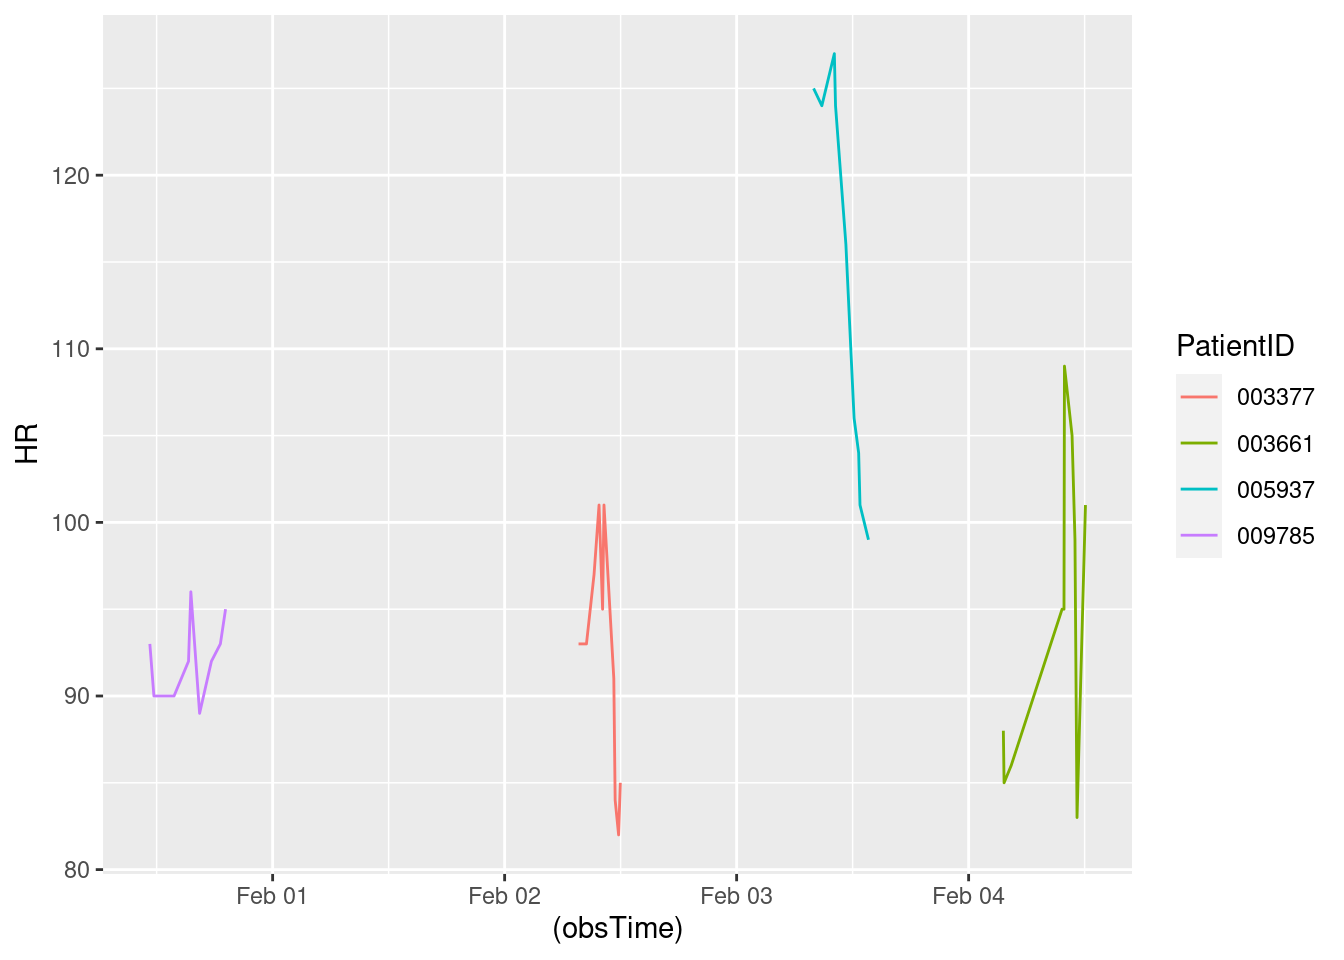 120
110
100
90
80
HR
Feb 01
Feb 02
Feb 03
Feb 04
(obsTime)
PatientID
003377
003661
005937
009785